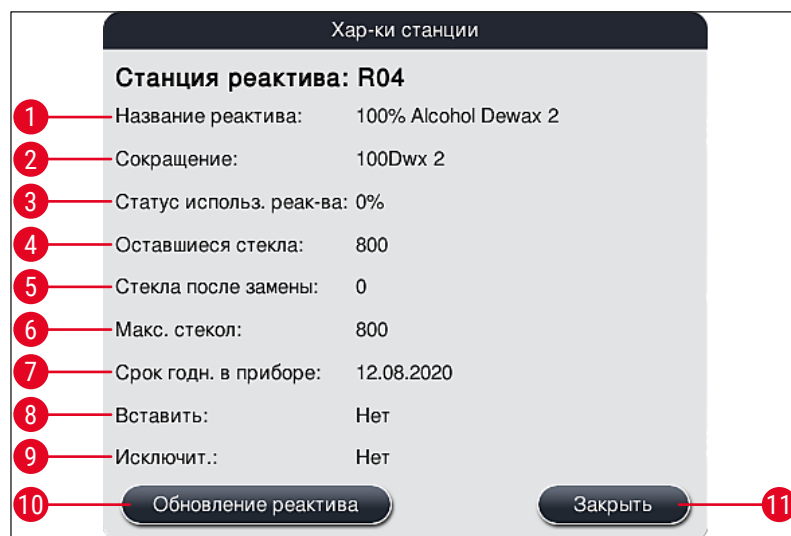 Хар-ки станции
Станция реактива: R04
1 Название реактива: 100% Alcohol Dewax 2
2 Сокращение: 100Dwx 2
3 Статус использ. реак-ва: 0%
4 Оставшиеся стекла: 800
5 Стекла после замены: 0
6 Макс. стекол: 800
7 Срок годн. в приборе: 12.08.2020
8 Вставить: Нет
9 Исключит.: Нет
10 Обновление реактива Закрыть 11